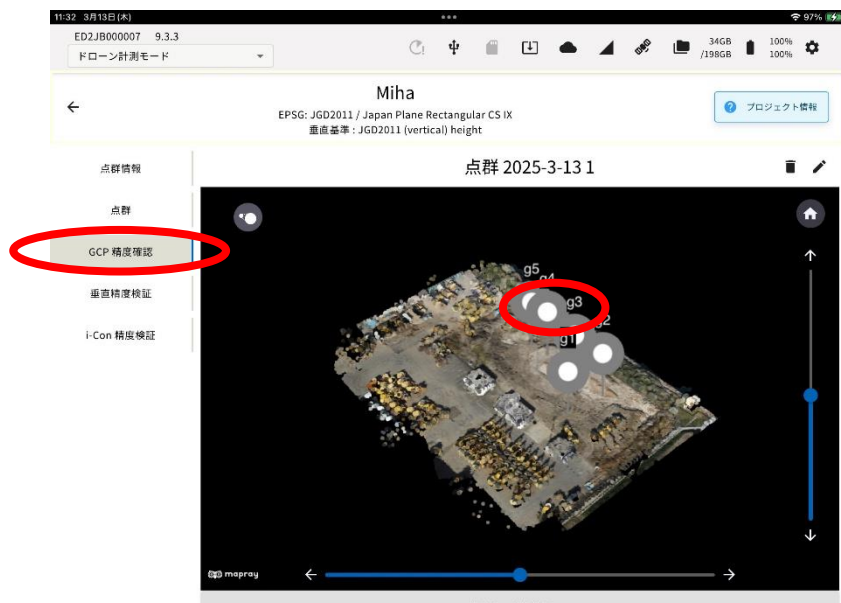 11:32 3月13日(木)
97%
ED2JB000007 9.3.3
ドローン計測モード
34GB
/198GB
100%
100%
Miha
EPSG: JGD2011 / Japan Plane Rectangular CS IX
垂直基準 : JGD2011 (vertical) height
プロジェクト情報
点群情報
点群 2025-3-13 1
点群
GCP 精度確認
垂直精度検証
i-Con 精度検証
g5
g4
g3
g2
g1
mapray